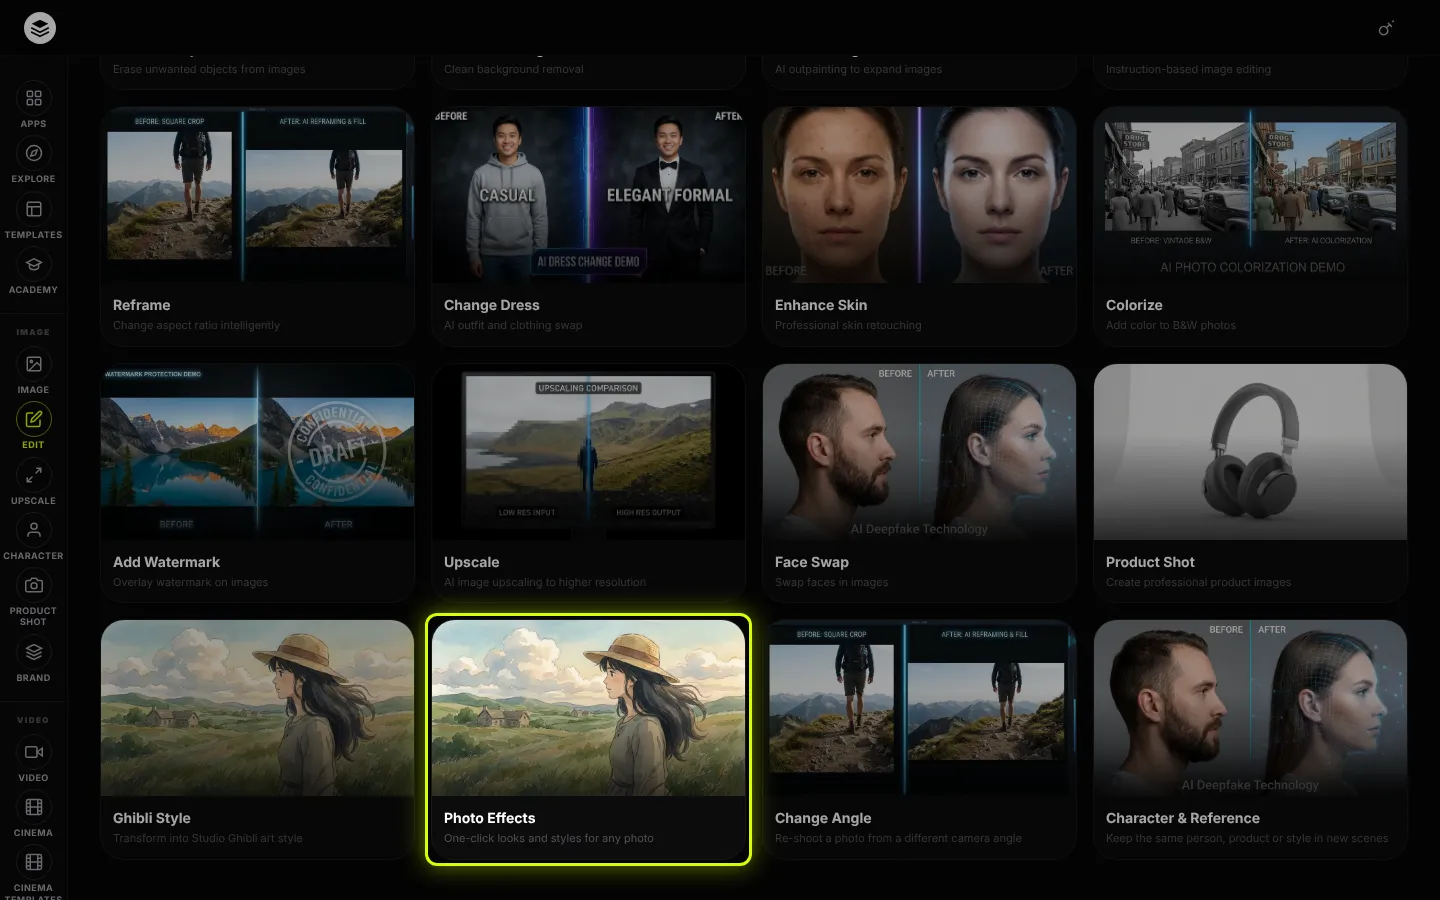 Erase unwanted objects from images
Clean background removal
AI outpainting to expand images
Instruction-based image editing
APPS
EXPLORE
TEMPLATES
ACADEMY
IMAGE
IMAGE
EDIT
UPSCALE
CHARACTER
PRODUCT
SHOT
BRAND
VIDEO
VIDEO
CINEMA
CINEMA
TEMPLATES
BEFORE: SQUARE CROP
AFTER: AI REFRAMING & FILL
Reframe
Change aspect ratio intelligently
BEFORE
AFTER
CASUAL
ELEGANT FORMAL
AI DRESS CHANGE DEMO
Change Dress
AI outfit and clothing swap
BEFORE
AFTER
Enhance Skin
Professional skin retouching
DRUG
STORE
DRUG
STORE
BEFORE: VINTAGE B&W
AFTER: AI COLORIZATION
AI PHOTO COLORIZATION DEMO
Colorize
Add color to B&W photos
WATERMARK PROTECTION DEMO
CONFIDENTIAL
DRAFT
CONFIDENTIAL
BEFORE
AFTER
Add Watermark
Overlay watermark on images
UPSCALING COMPARISON
LOW RES INPUT
HIGH RES OUTPUT
Upscale
AI image upscaling to higher resolution
BEFORE
AFTER
AI Deepfake Technology
Face Swap
Swap faces in images
Product Shot
Create professional product images
Ghibli Style
Transform into Studio Ghibli art style
Photo Effects
One-click looks and styles for any photo
BEFORE: SQUARE CROP
AFTER: AI REFRAMING & FILL
Change Angle
Re-shoot a photo from a different camera angle
BEFORE
AFTER
AI Deepfake Technology
Character & Reference
Keep the same person, product or style in new scenes